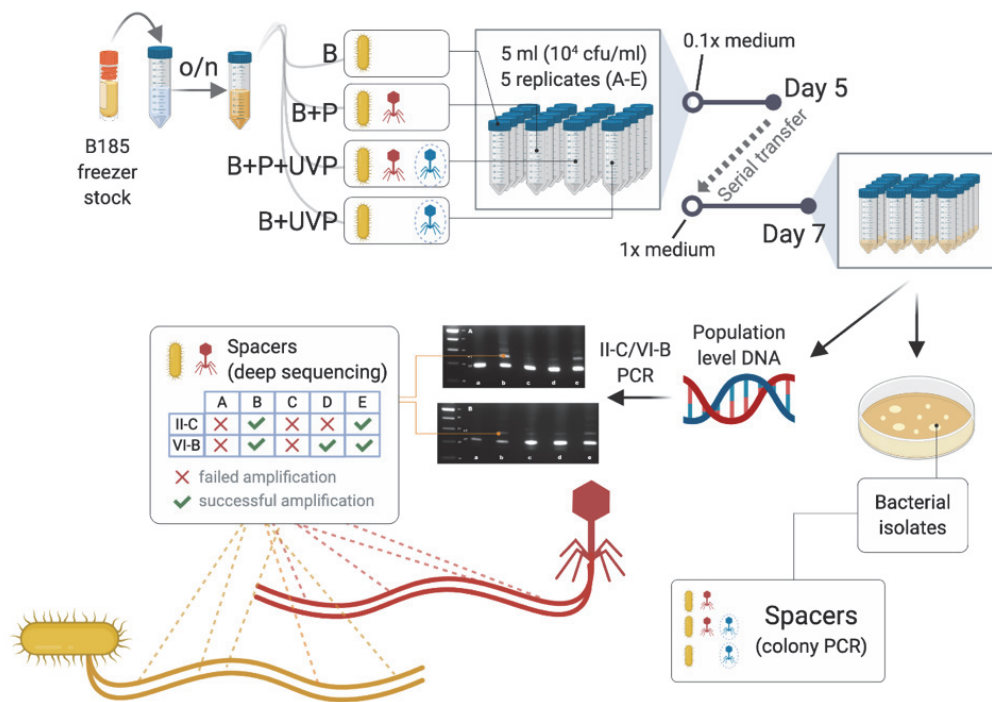 B185
freezer
stock
o/n
B
B+P
B+P+UVP
B+UVP
5 ml (10⁴ cfu/ml)
5 replicates (A-E)
0.1x medium
Day 5
Serial transfer
1x medium
Day 7
Spacers
(deep sequencing)
A B C D E
II-C
VI-B
failed amplification
successful amplification
A
a b c d e
B
a b c d e
II-C/VI-B
PCR
Population
level DNA
Bacterial
isolates
Spacers
(colony PCR)